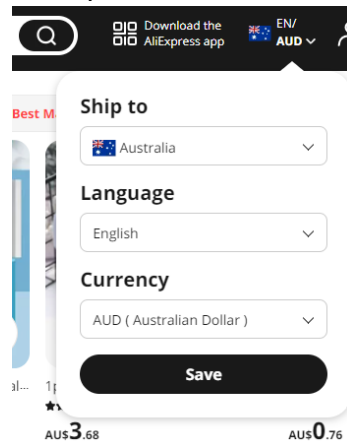 Download the
AliExpress app
EN/
AUD
Best M
Ship to
Australia
Language
English
Currency
AUD ( Australian Dollar )
Save
al...
1p
AU$3.68
AU$0.76